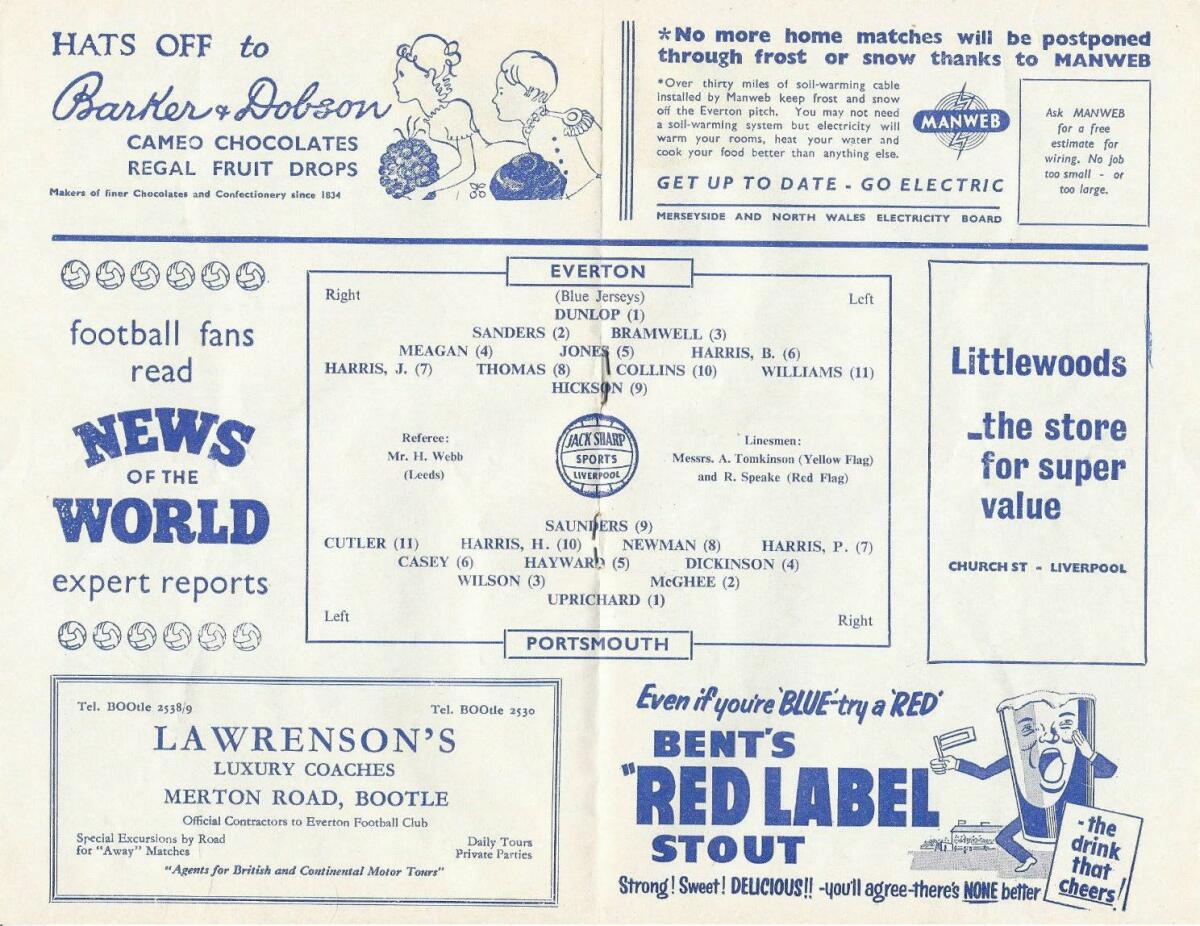 HATS OFF to
Barker & Dobson
CAMEO CHOCOLATES
REGAL FRUIT DROPS
Makers of finer Chocolates and Confectionery since 1834
*No more home matches will be postponed
through frost or snow thanks to MANWEB
*Over thirty miles of soil-warming cable
installed by Manweb keep frost and snow
off the Everton pitch. You may not need
a soil-warming system but electricity will
warm your rooms, heat your water and
cook your food better than anything else.
MANWEB
Ask MANWEB
for a free
estimate for
wiring. No job
too small - or
too large.
GET UP TO DATE - GO ELECTRIC
MERSEYSIDE AND NORTH WALES ELECTRICITY BOARD
football fans
read
NEWS
OF THE
WORLD
expert reports
EVERTON
Right (Blue Jerseys) Left
DUNLOP (1)
SANDERS (2) BRAMWELL (3)
MEAGAN (4) JONES (5) HARRIS, B. (6)
HARRIS, J. (7) THOMAS (8) COLLINS (10) WILLIAMS (11)
HICKSON (9)
Referee:
Mr. H. Webb
(Leeds)
JACK SHARP
SPORTS
LIVERPOOL
Linesmen:
Messrs. A. Tomkinson (Yellow Flag)
and R. Speake (Red Flag)
SAUNDERS (9)
CUTLER (11) HARRIS, H. (10) NEWMAN (8) HARRIS, P. (7)
CASEY (6) HAYWARD (5) DICKINSON (4)
WILSON (3) McGHEE (2)
UPRICHARD (1)
Left Right
PORTSMOUTH
Littlewoods
...the store
for super
value
CHURCH ST - LIVERPOOL
Tel. BOOtle 2538/9 Tel. BOOtle 2530
LAWRENSON'S
LUXURY COACHES
MERTON ROAD, BOOTLE
Official Contractors to Everton Football Club
Special Excursions by Road
for "Away" Matches
Daily Tours
Private Parties
"Agents for British and Continental Motor Tours"
Even if you're 'BLUE'-try a 'RED'
BENT'S
"RED LABEL
STOUT
- the
drink
that
cheers!
Strong! Sweet! DELICIOUS!! - you'll agree - there's NONE better